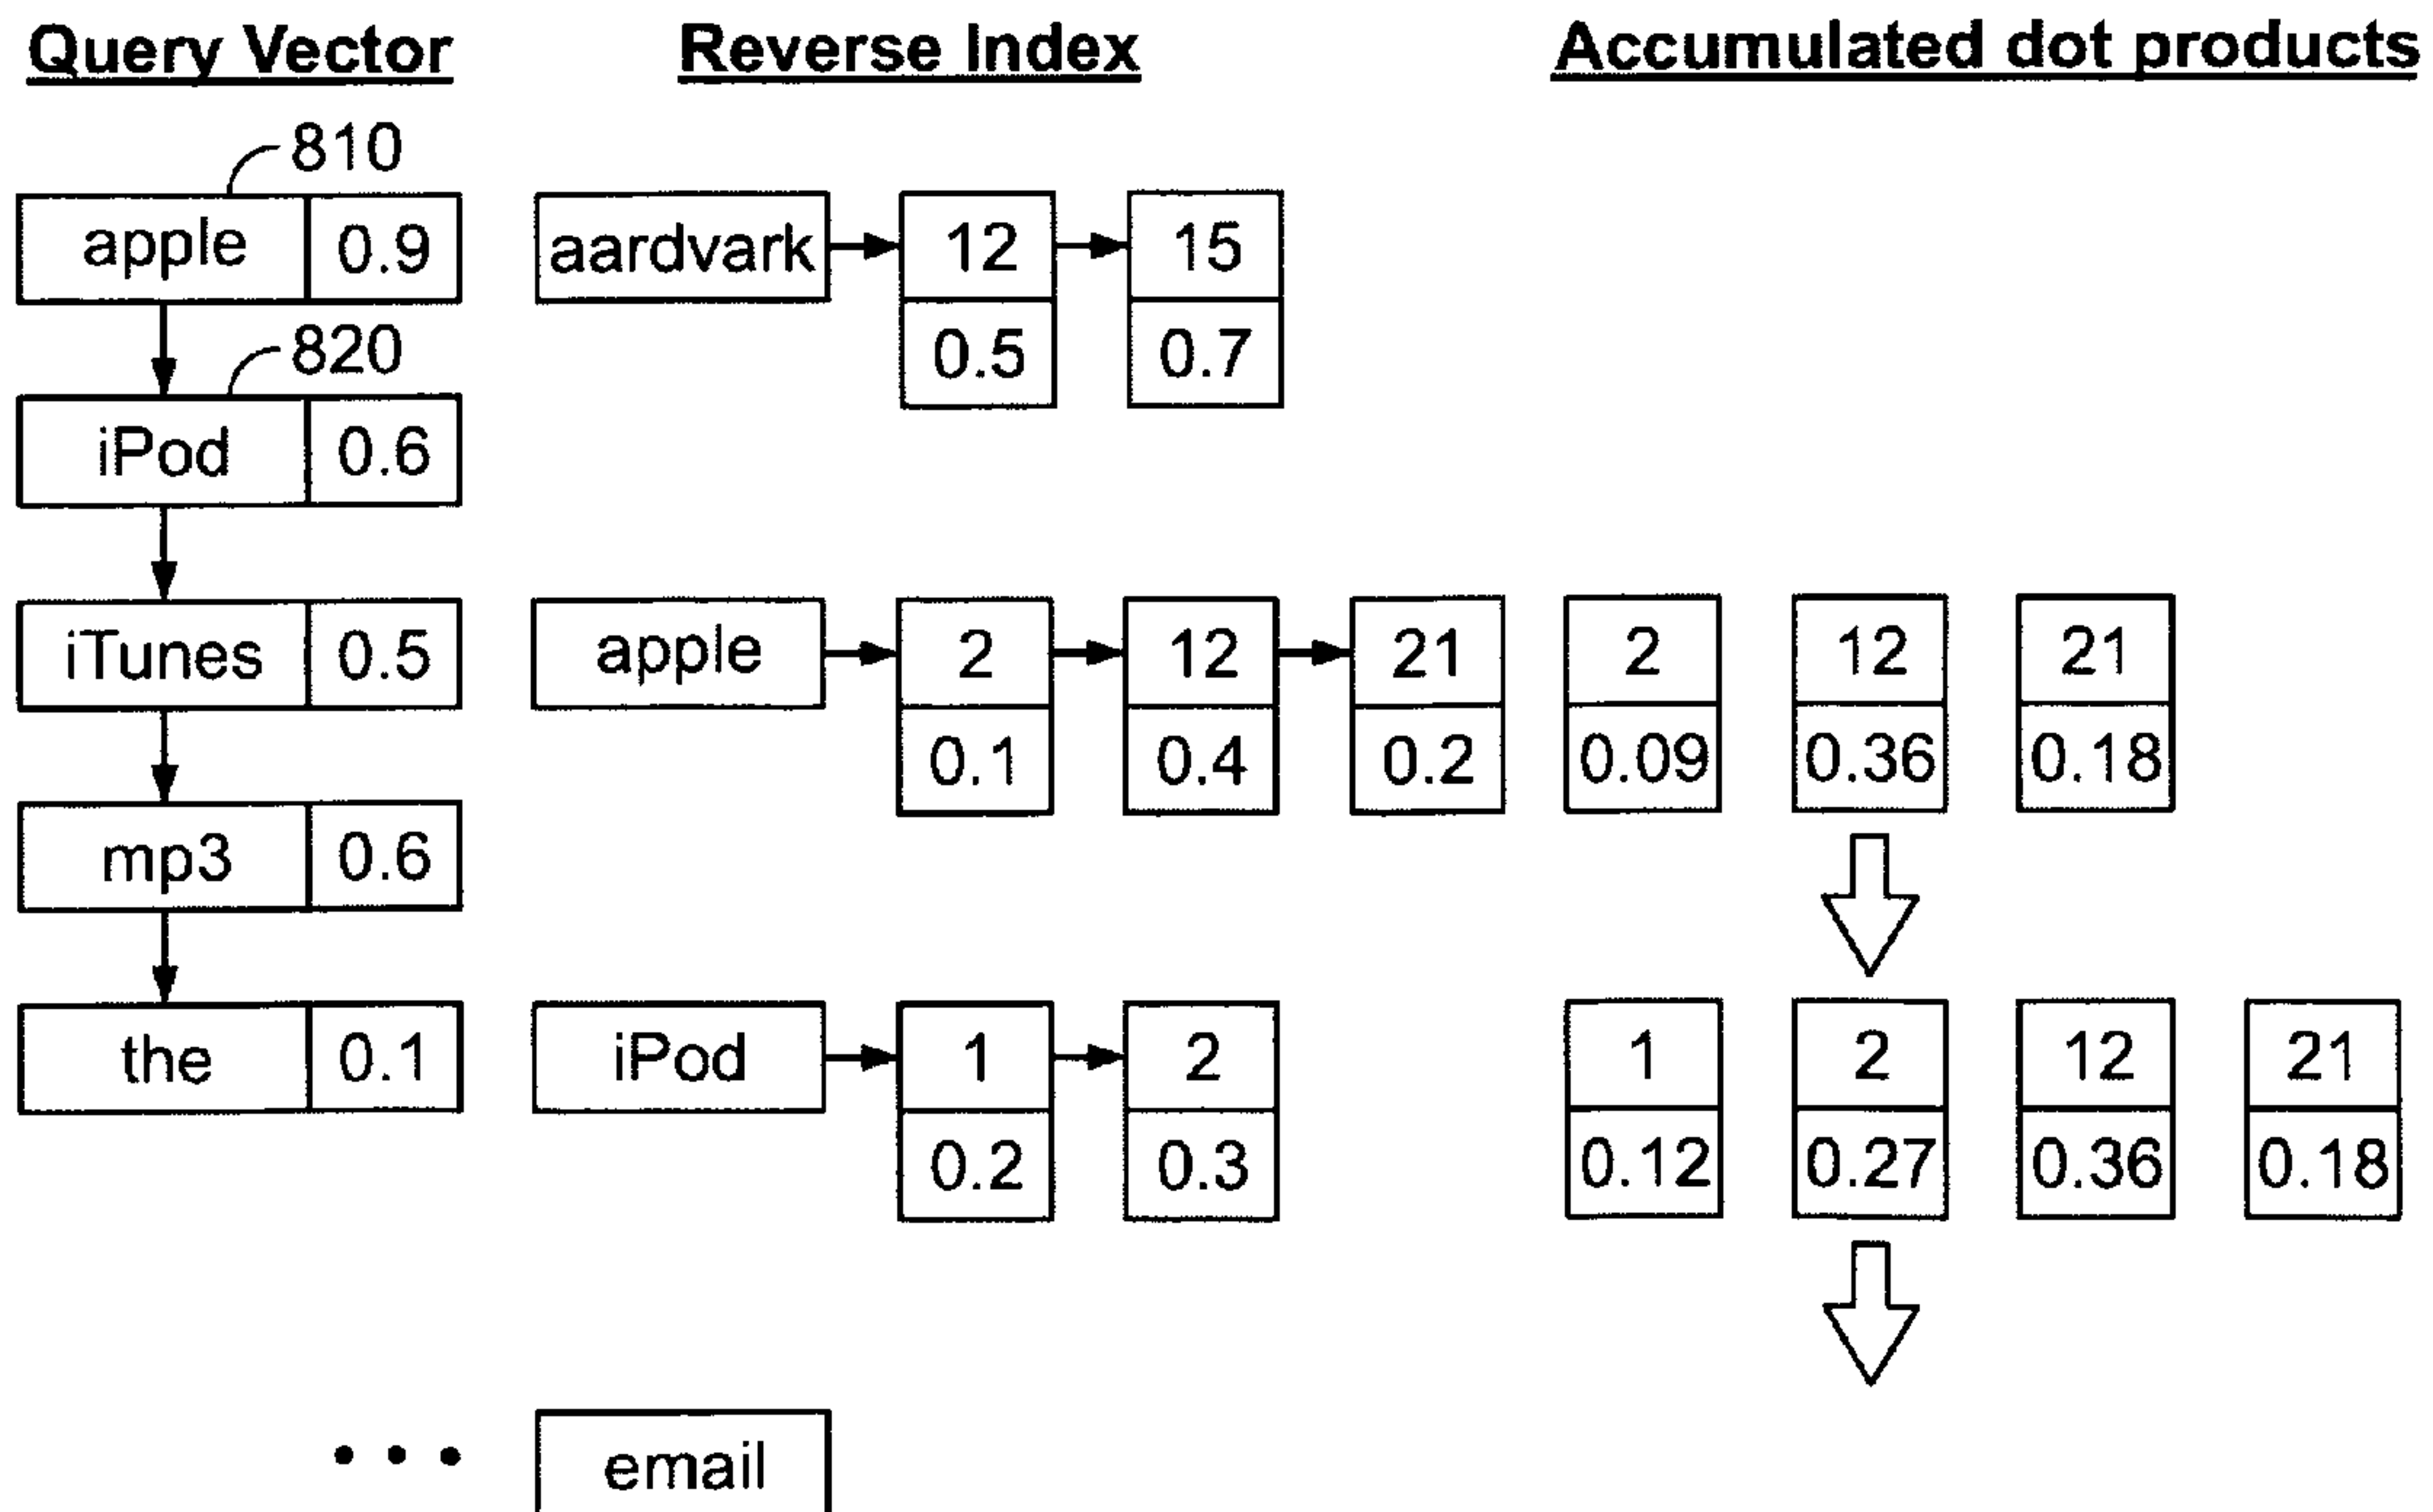 Query Vector Reverse Index Accumulated dot products
810
apple 0.9 aardvark 12 15
820 0.5 0.7
iPod 0.6
iTunes 0.5 apple 2 12 21 2 12 21
0.1 0.4 0.2 0.09 0.36 0.18
mp3 0.6
the 0.1 iPod 1 2 1 2 12 21
0.2 0.3 0.12 0.27 0.36 0.18
• • • email